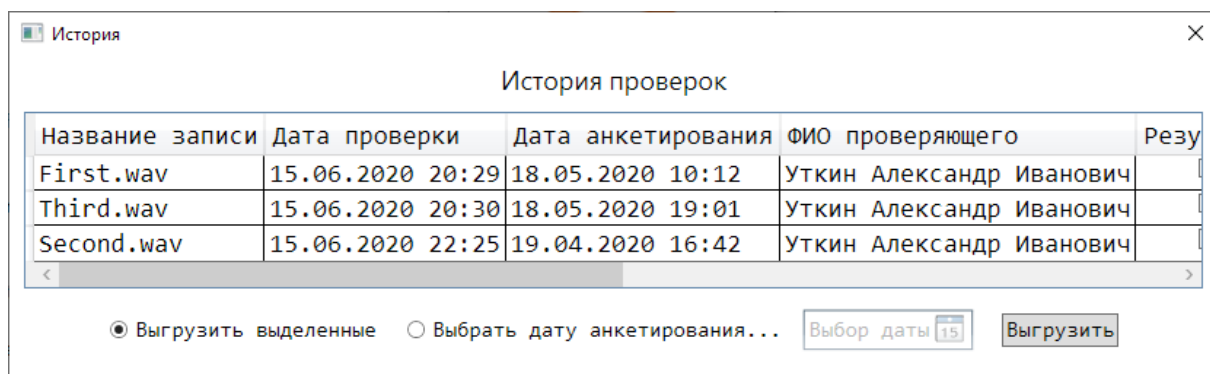 История
История проверок
Название записи Дата проверки Дата анкетирования ФИО проверяющего Резу
First.wav 15.06.2020 20:29 18.05.2020 10:12 Уткин Александр Иванович
Third.wav 15.06.2020 20:30 18.05.2020 19:01 Уткин Александр Иванович
Second.wav 15.06.2020 22:25 19.04.2020 16:42 Уткин Александр Иванович
Выгрузить выделенные Выбрать дату анкетирования... Выбор даты 15 Выгрузить